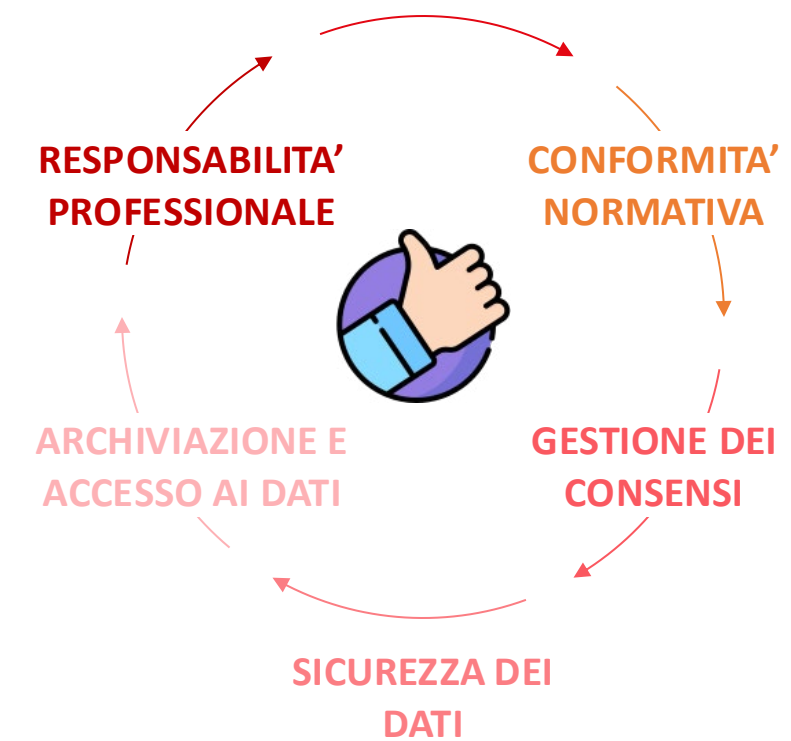 RESPONSABILITA’
PROFESSIONALE
CONFORMITA’
NORMATIVA
GESTIONE DEI
CONSENSI
SICUREZZA DEI
DATI
ARCHIVIAZIONE E
ACCESSO AI DATI